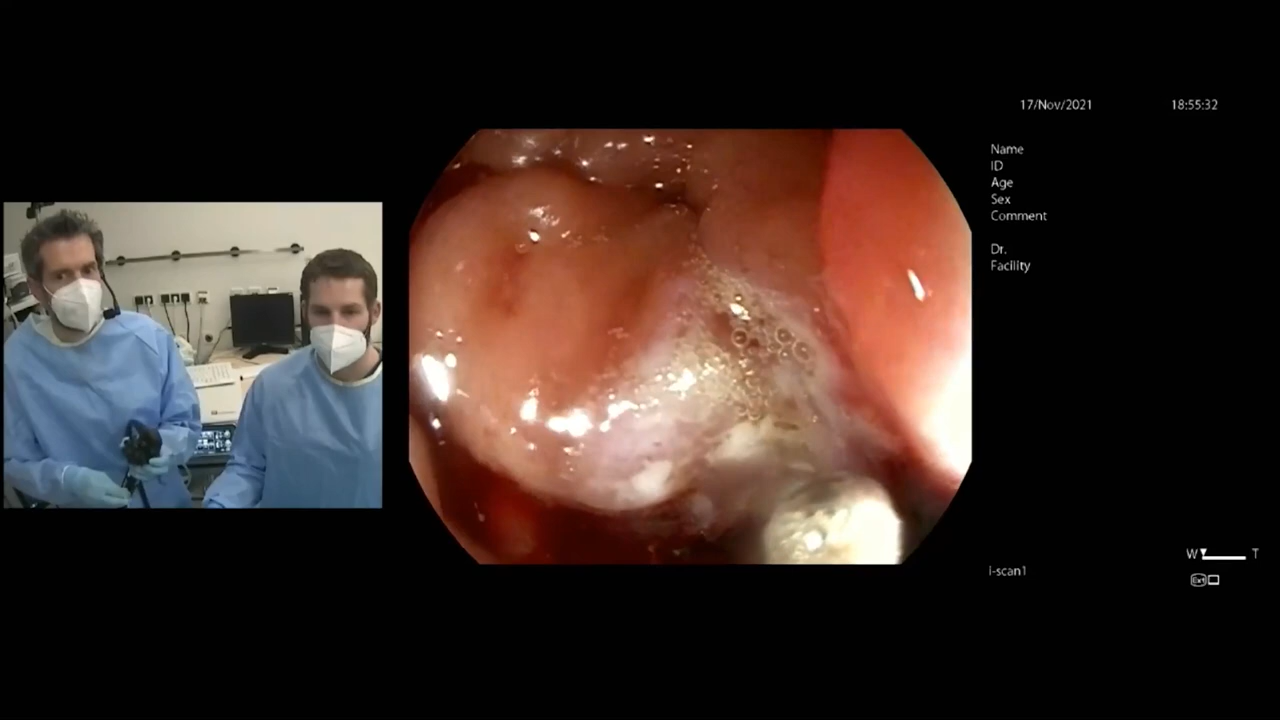 17/Nov/2021 18:55:32
Name
ID
Age
Sex
Comment
Dr.
Facility
W T
i-scan1